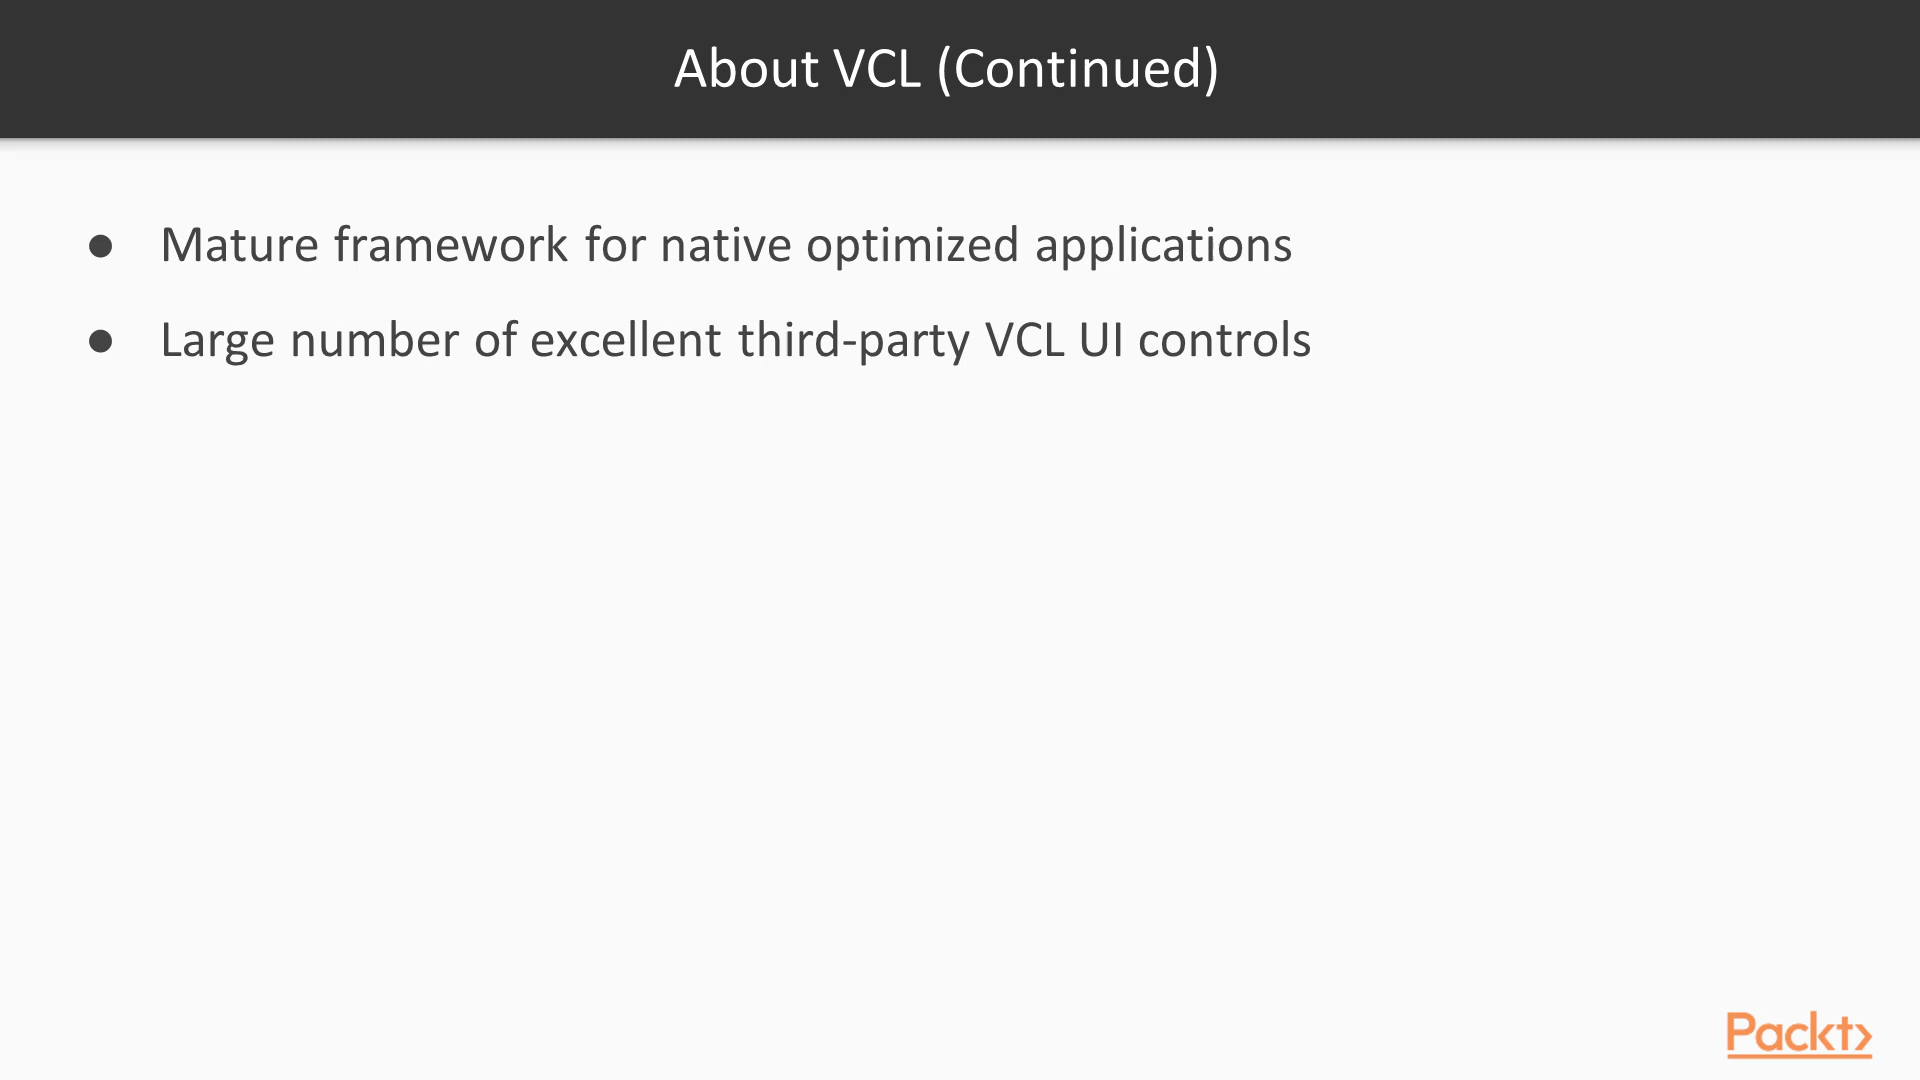 About VCL (Continued)
● Mature framework for native optimized applications
● Large number of excellent third-party VCL UI controls
Packt>